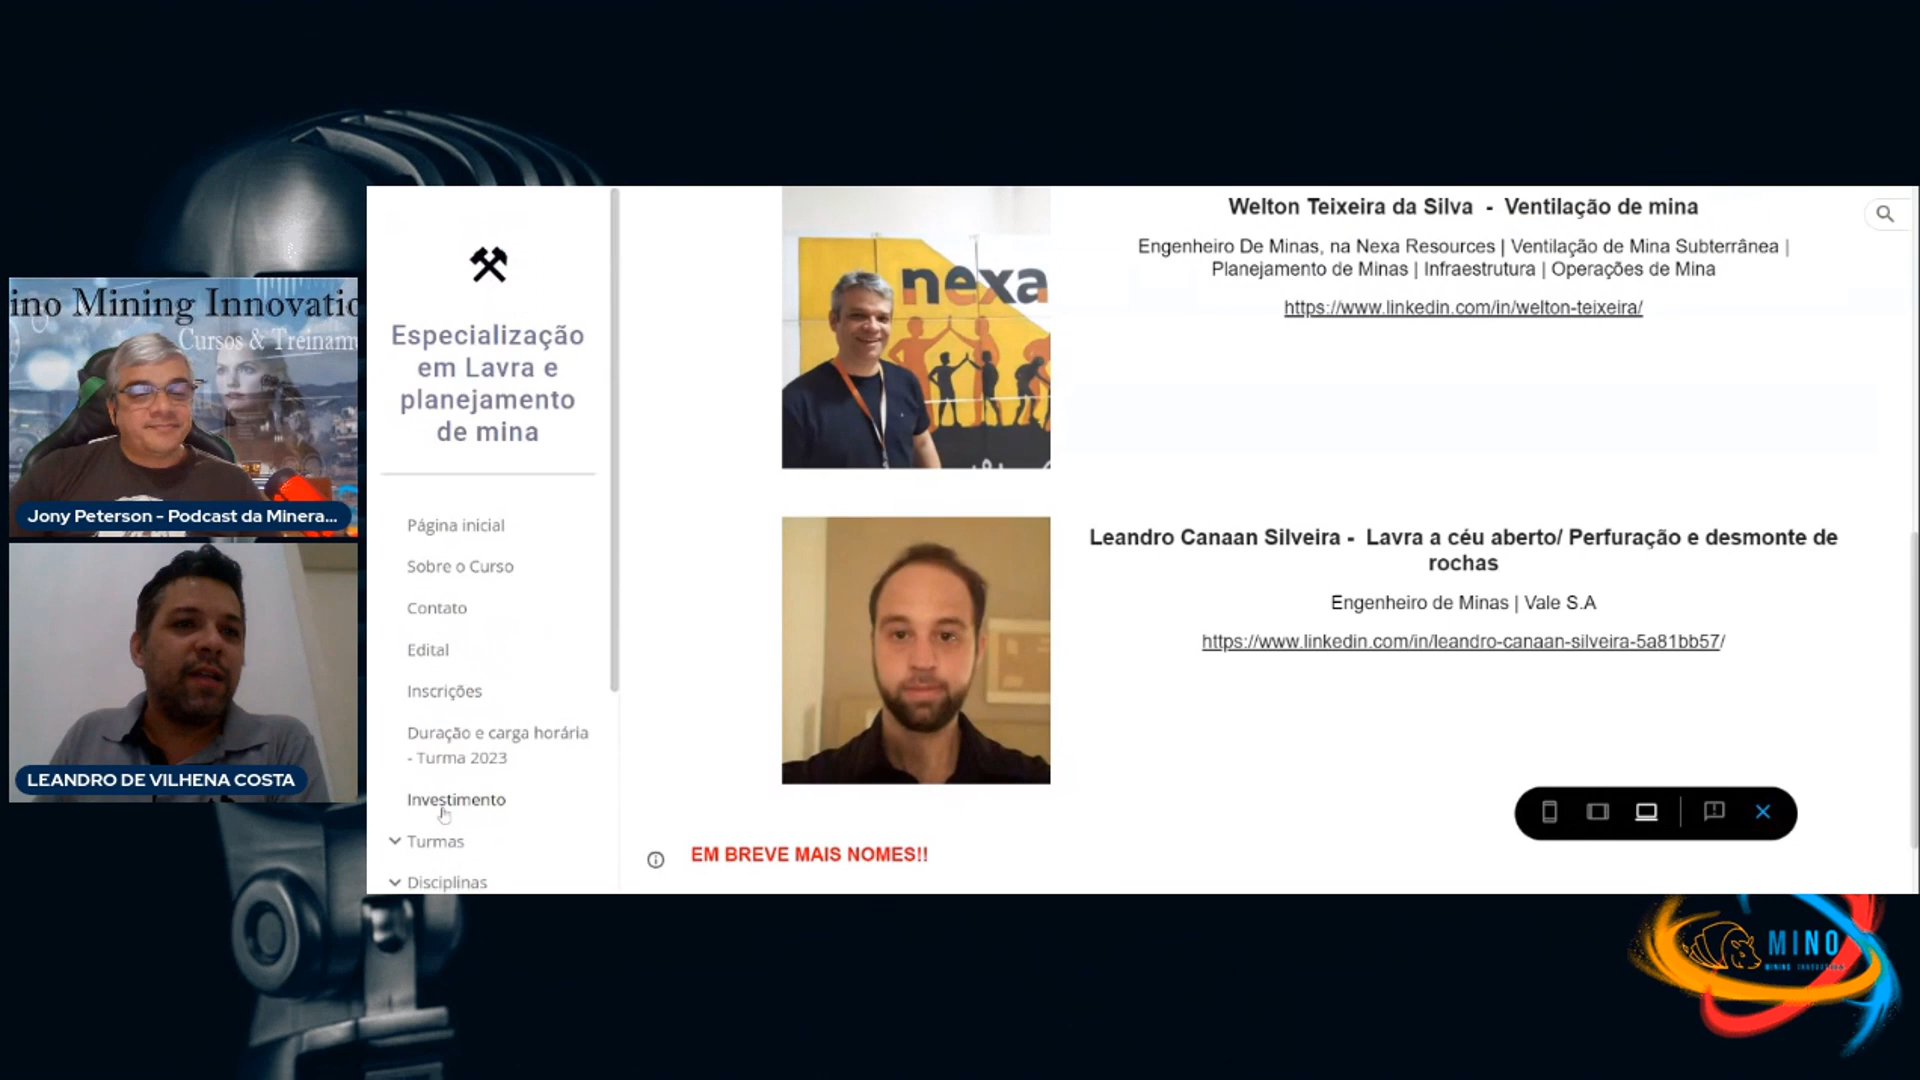 ino Mining Innovatio
Cursos & Treinam
Jony Peterson - Podcast da Minera...
LEANDRO DE VILHENA COSTA
Especialização
em Lavra e
planejamento
de mina
Página inicial
Sobre o Curso
Contato
Edital
Inscrições
Duração e carga horária
- Turma 2023
Investimento
Turmas
Disciplinas
nexa
Welton Teixeira da Silva - Ventilação de mina
Engenheiro De Minas, na Nexa Resources | Ventilação de Mina Subterrânea |
Planejamento de Minas | Infraestrutura | Operações de Mina
https://www.linkedin.com/in/welton-teixeira/
Leandro Canaan Silveira - Lavra a céu aberto/ Perfuração e desmonte de
rochas
Engenheiro de Minas | Vale S.A
https://www.linkedin.com/in/leandro-canaan-silveira-5a81bb57/
EM BREVE MAIS NOMES!!
MINO